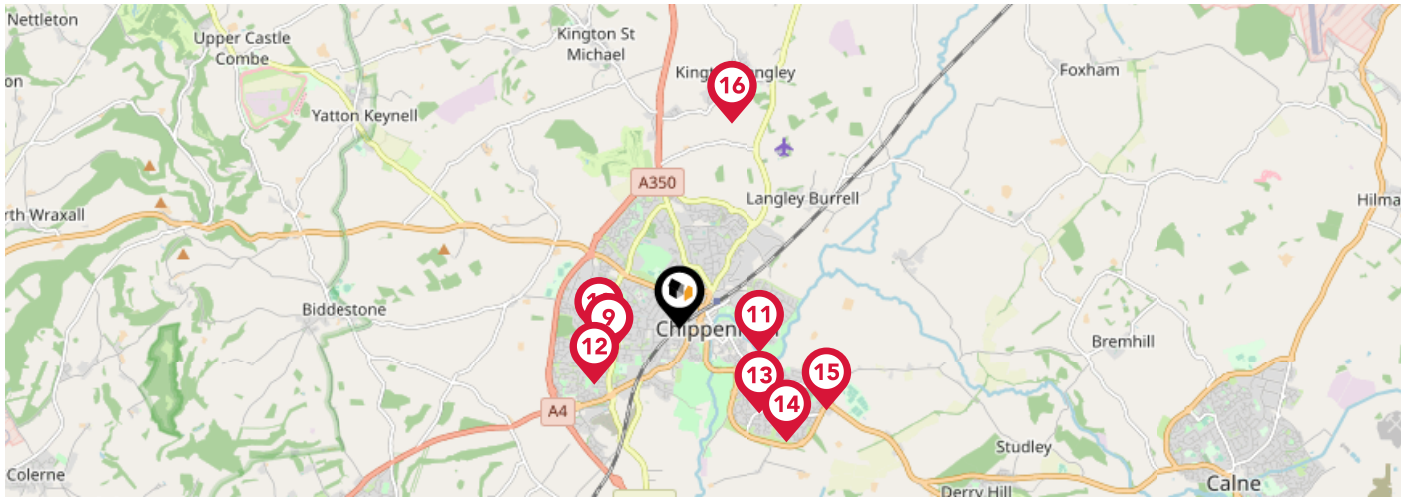 Nettleton
Upper Castle
Combe
Kington St
Michael
16
Foxham
on
Yatton Keynell
A350
rth Wraxall
Langley Burrell
Hilma
Biddestone
9
11
12
Bremhill
13
15
14
A4
Studley
Colerne
Derry Hill
Calne